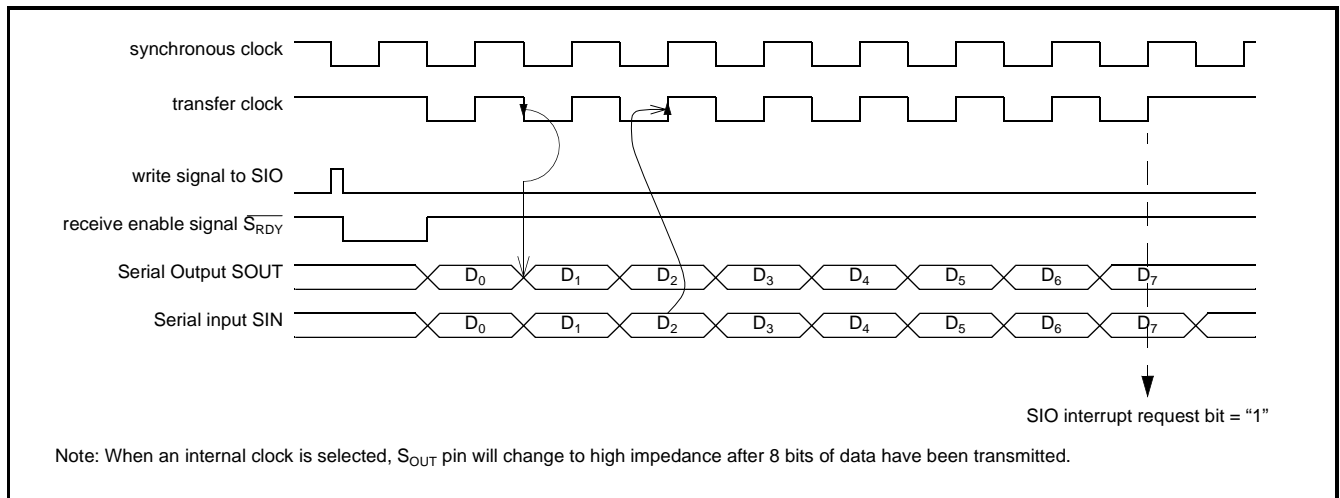 synchronous clock
transfer clock
write signal to SIO
receive enable signal S̅R̅D̅Y̅
Serial Output SOUT
D0 D1 D2 D3 D4 D5 D6 D7
Serial input SIN
D0 D1 D2 D3 D4 D5 D6 D7
SIO interrupt request bit = “1”
Note: When an internal clock is selected, SOUT pin will change to high impedance after 8 bits of data have been transmitted.